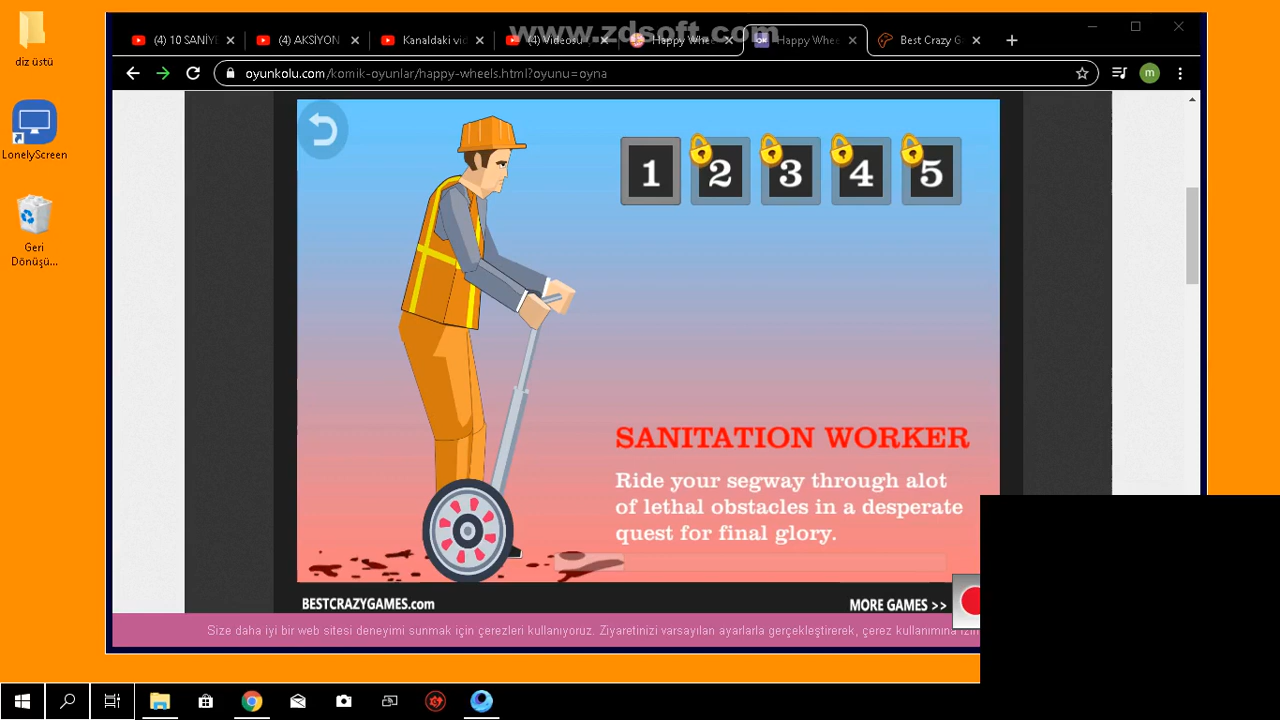 www.zdsoft.com
diz üstü
LonelyScreen
Geri
Dönüşü...
(4) 10 SANİYE
(4) AKSİYON
Kanaldaki vi
(4) Videosu
Happy Whee
Happy Whee
Best Crazy G
oyunkolu.com/komik-oyunlar/happy-wheels.html?oyunu=oyna
m
1
2
3
4
5
SANITATION WORKER
Ride your segway through alot
of lethal obstacles in a desperate
quest for final glory.
BESTCRAZYGAMES.com
MORE GAMES >>
Size daha iyi bir web sitesi deneyimi sunmak için çerezleri kullanıyoruz. Ziyaretinizi varsayılan ayarlarla gerçekleştirerek, çerez kullanımına izin